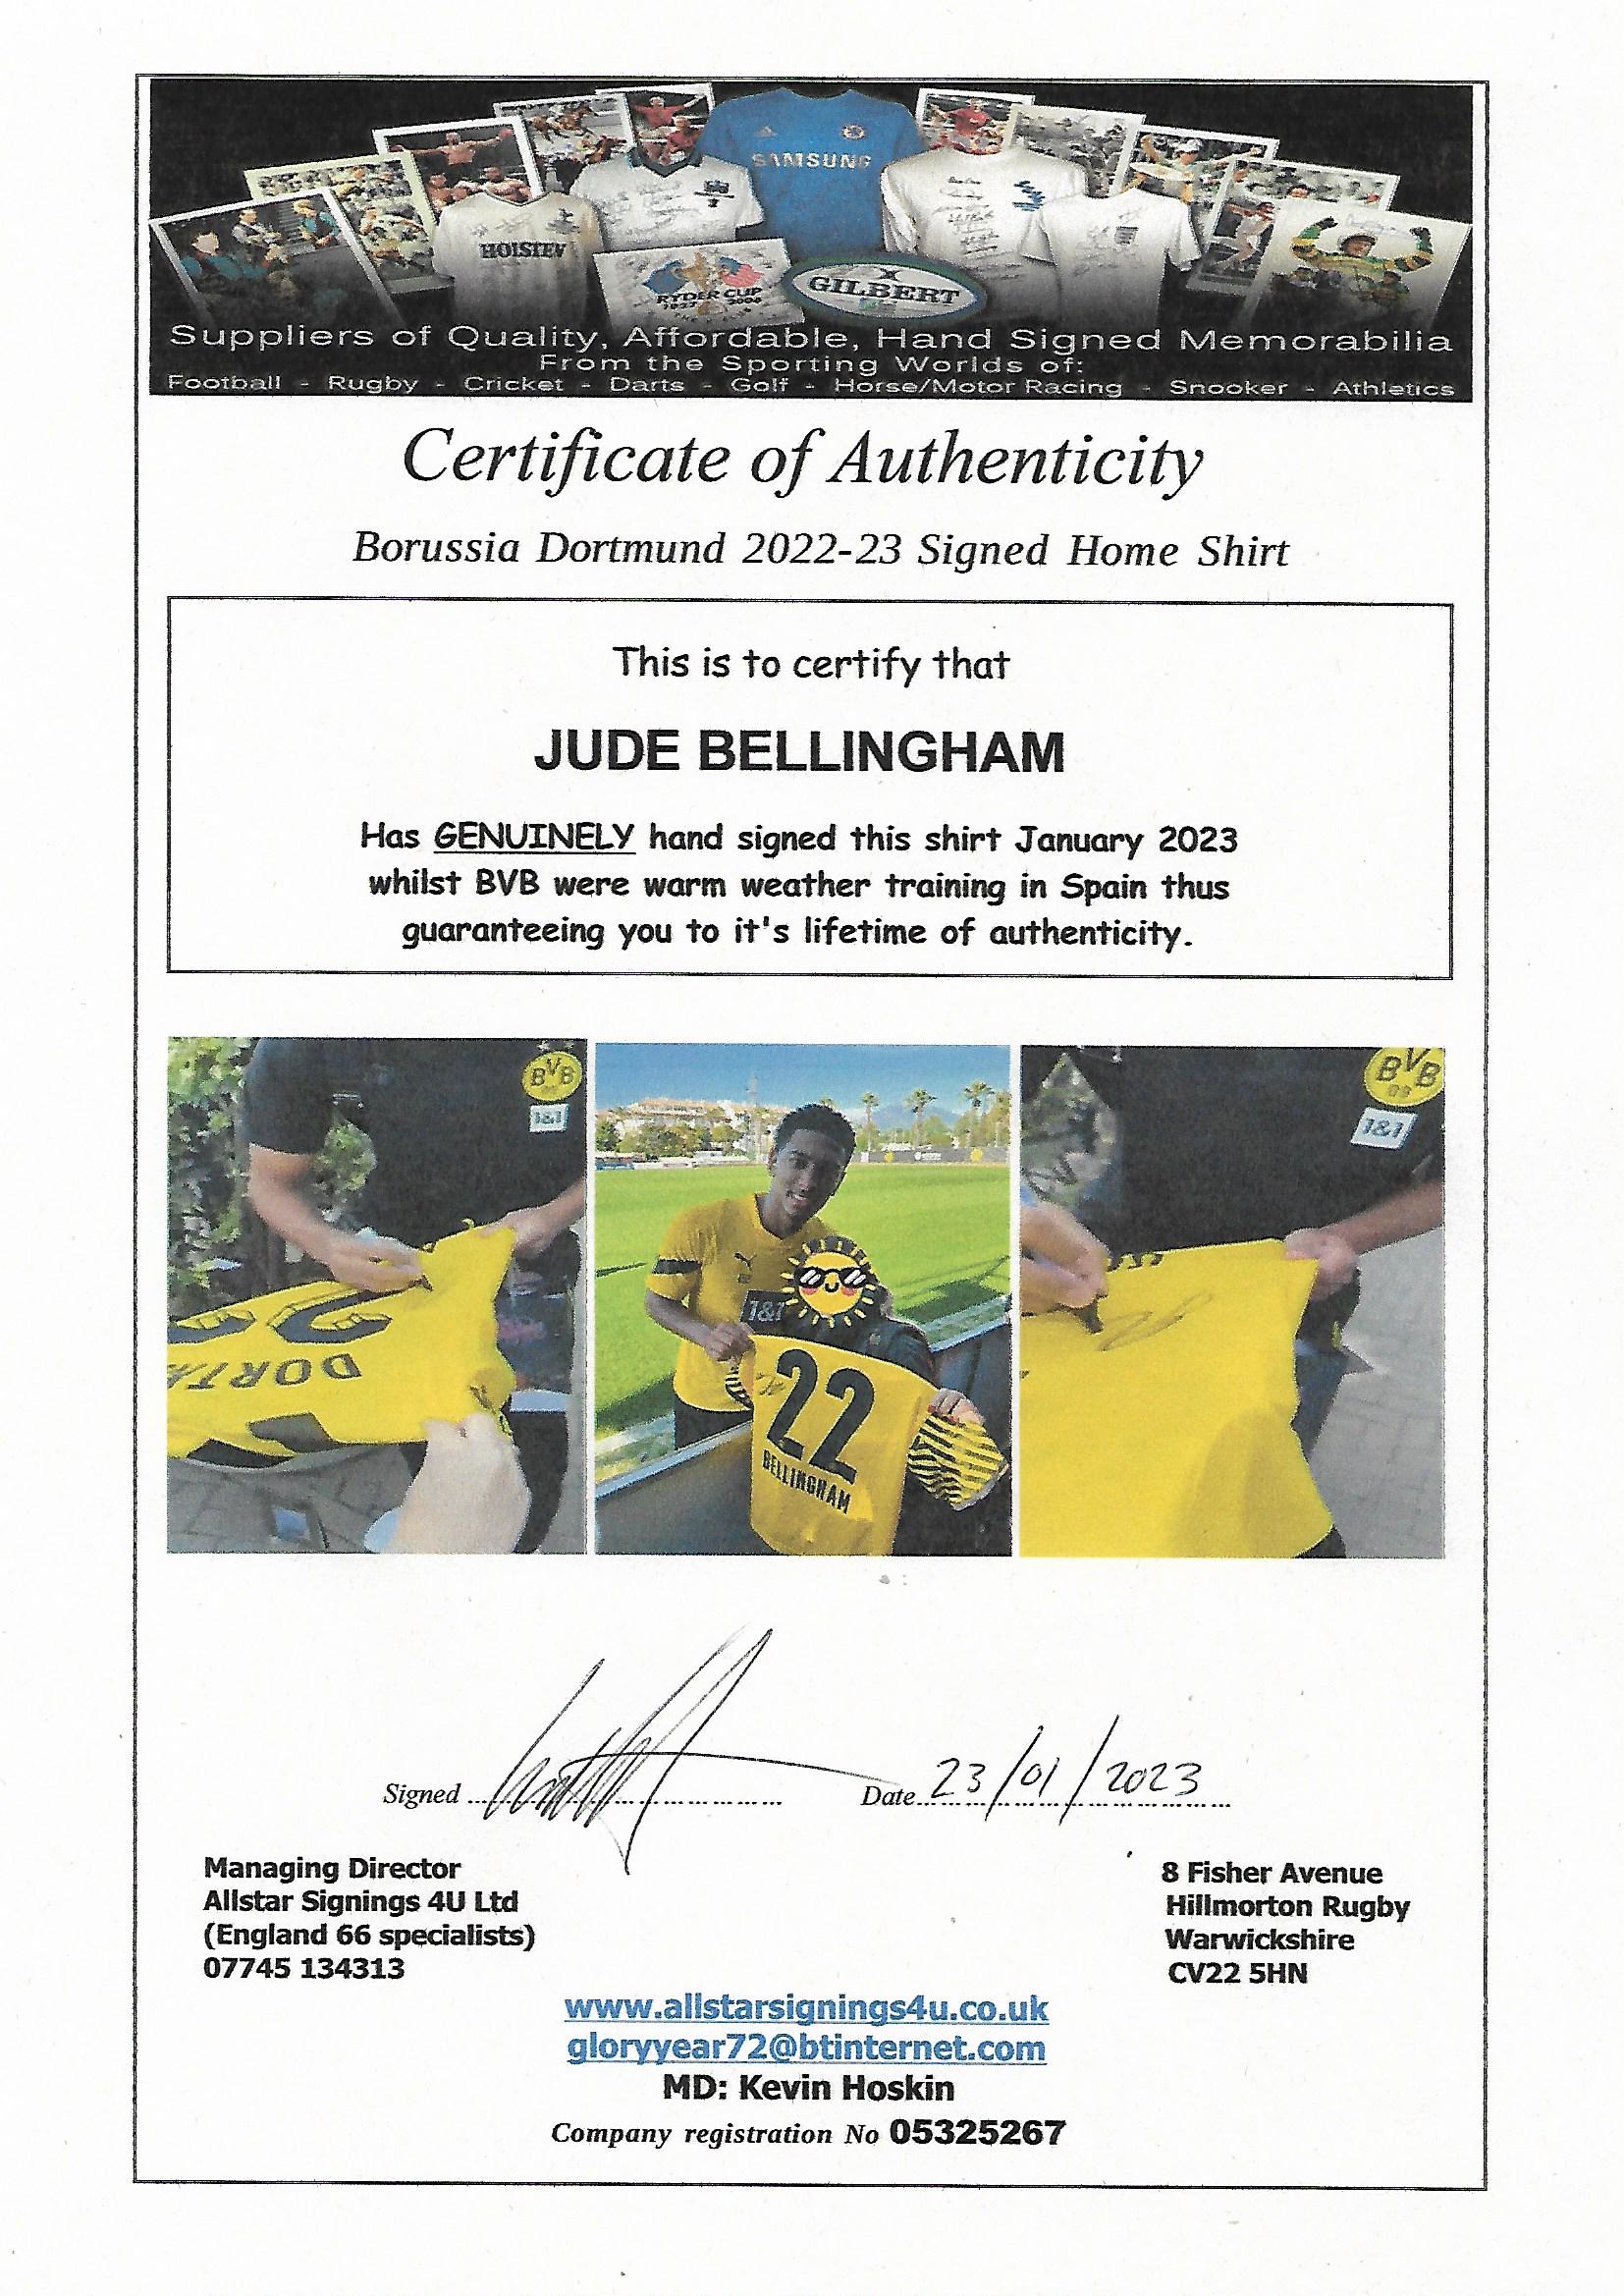 SAMSUNG
HOLSTEN
RYDER CUP
X
GILBERT
Suppliers of Quality, Affordable, Hand Signed Memorabilia
From the Sporting Worlds of:
Football - Rugby - Cricket - Darts - Golf - Horse/Motor Racing - Snooker - Athletics
Certificate of Authenticity
Borussia Dortmund 2022-23 Signed Home Shirt
This is to certify that
JUDE BELLINGHAM
Has GENUINELY hand signed this shirt January 2023
whilst BVB were warm weather training in Spain thus
guaranteeing you to it's lifetime of authenticity.
BVB
09
1&1
22
DORT
1&1
22
BELLINGHAM
BVB
09
1&1
Signed
Date 23/01/2023
Managing Director
Allstar Signings 4U Ltd
(England 66 specialists)
07745 134313
8 Fisher Avenue
Hillmorton Rugby
Warwickshire
CV22 5HN
www.allstarsignings4u.co.uk
gloryyear72@btinternet.com
MD: Kevin Hoskin
Company registration No 05325267